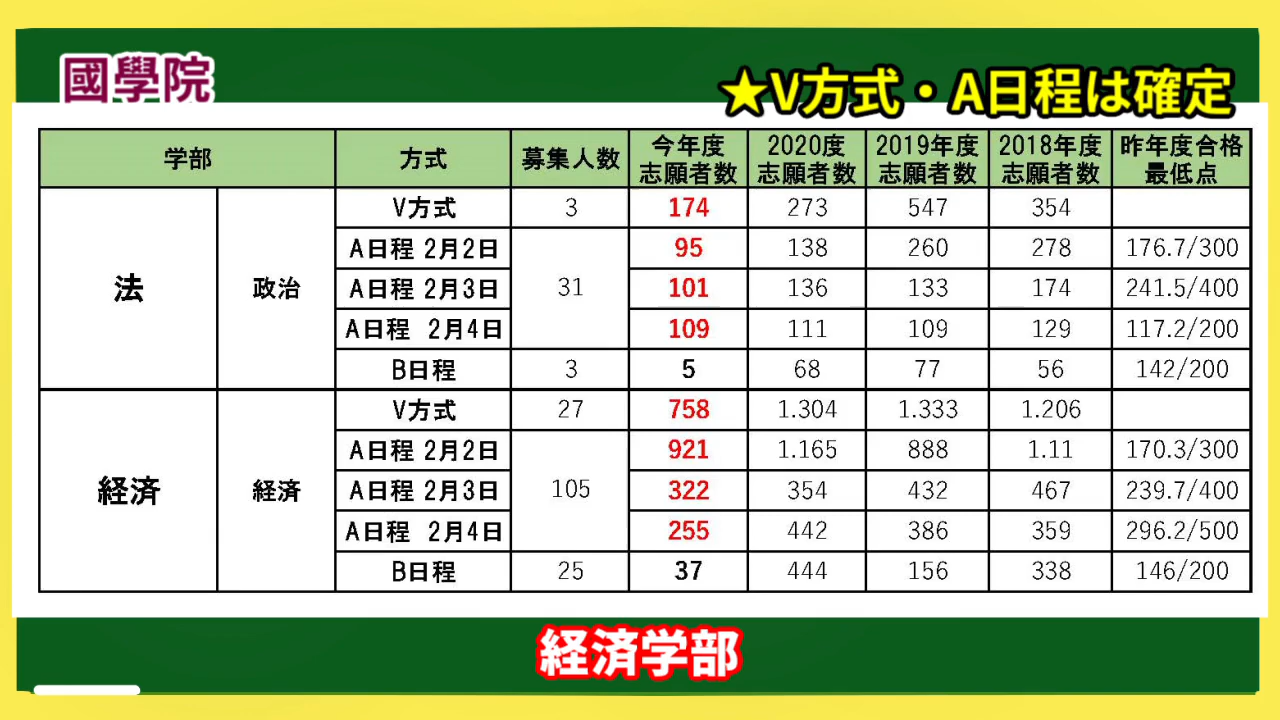 國學院
★V方式・A日程は確定
学部 方式 募集人数 今年度志願者数 2020度志願者数 2019年度志願者数 2018年度志願者数 昨年度合格最低点
法 政治 V方式 3 174 273 547 354
A日程 2月2日 31 95 138 260 278 176.7/300
A日程 2月3日 101 136 133 174 241.5/400
A日程 2月4日 109 111 109 129 117.2/200
B日程 3 5 68 77 56 142/200
経済 経済 V方式 27 758 1.304 1.333 1.206
A日程 2月2日 105 921 1.165 888 1.11 170.3/300
A日程 2月3日 322 354 432 467 239.7/400
A日程 2月4日 255 442 386 359 296.2/500
B日程 25 37 444 156 338 146/200
経済学部